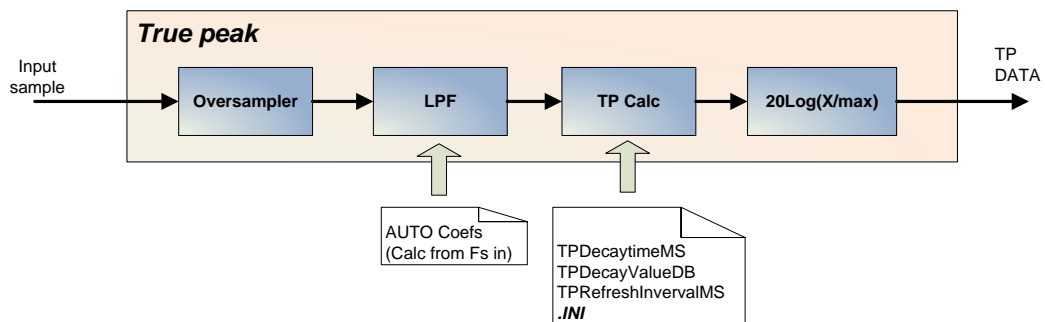 True peak
Input
sample
Oversampler
LPF
TP Calc
20Log(X/max)
TP
DATA
AUTO Coefs
(Calc from Fs in)
TPDecaytimeMS
TPDecayValueDB
TPRefreshInvervalMS
.INI